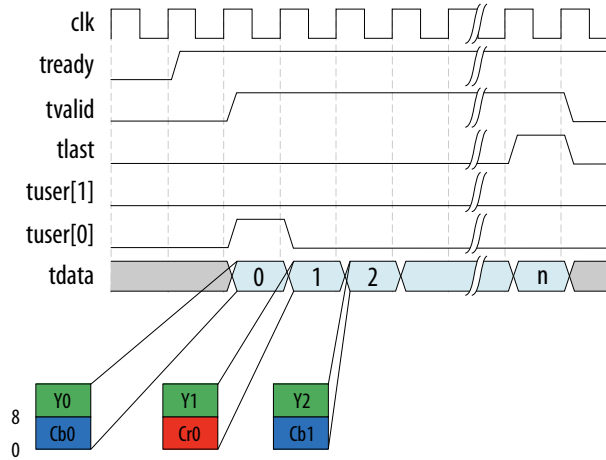 clk
tready
tvalid
tlast
tuser[1]
tuser[0]
tdata 0 1 2 n
Y0 Y1 Y2
8
Cb0 Cr0 Cb1
0